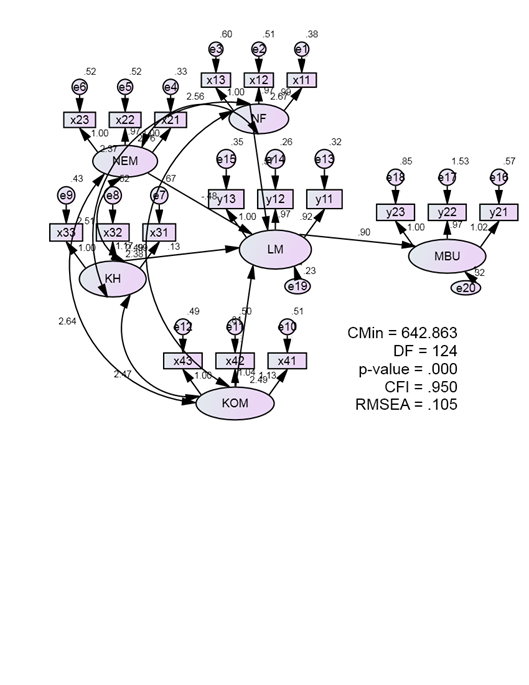 .60 .51 .38
e3 e2 e1
x13 x12 x11
1.00 .97
NF
.52 .52 .33
e6 e5 e4
x23 x22 x21
1.00 .97
2.56 2.67
NEM
2.37
.43
e9 e8 e7
x33 x32 x31
1.00 .13
2.51
KH
2.38
.35 .26 .32
e15 e14 e13
y13 y12 y11
1.00 .97 .92
.48
.67
LM
.23
e19
.90
.85 1.53 .57
e18 e17 e16
y23 y22 y21
1.00 .97 1.02
MBU
e20
2.64
2.47
.49 .50 .51
e12 e11 e10
x43 x42 x41
1.00 1.04 1.13
2.49
KOM
CMin = 642.863
DF = 124
p-value = .000
CFI = .950
RMSEA = .105